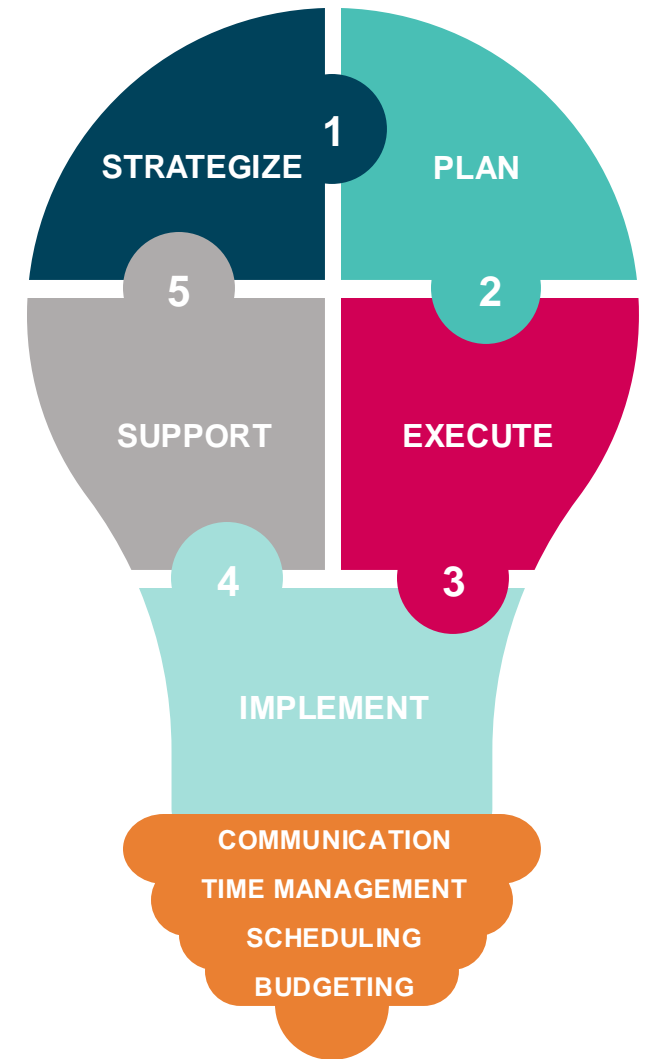 1
STRATEGIZE
PLAN
5
2
SUPPORT
EXECUTE
4
3
IMPLEMENT
COMMUNICATION
TIME MANAGEMENT
SCHEDULING
BUDGETING